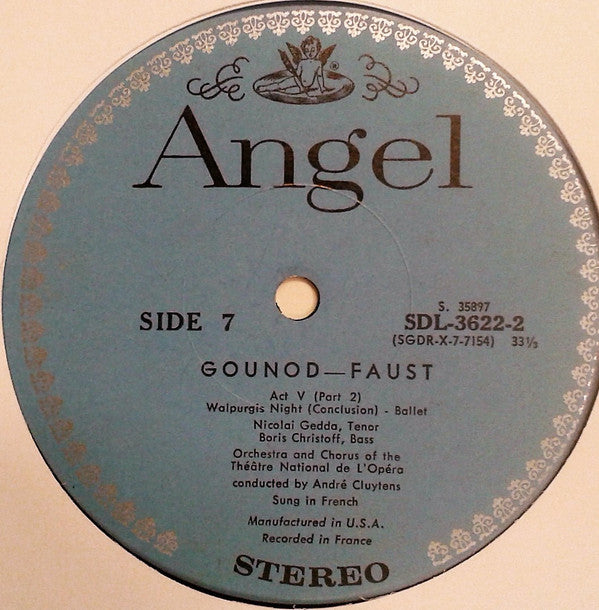 Angel
®
SIDE 7
S. 35897
SDL-3622-2
(SGDR-X-7-7154) 33⅓
GOUNOD—FAUST
Act V (Part 2)
Walpurgis Night (Conclusion) - Ballet
Nicolai Gedda, Tenor
Boris Christoff, Bass
Orchestra and Chorus of the
Théâtre National de L'Opéra
conducted by André Cluytens
Sung in French
Manufactured in U.S.A.
Recorded in France
STEREO